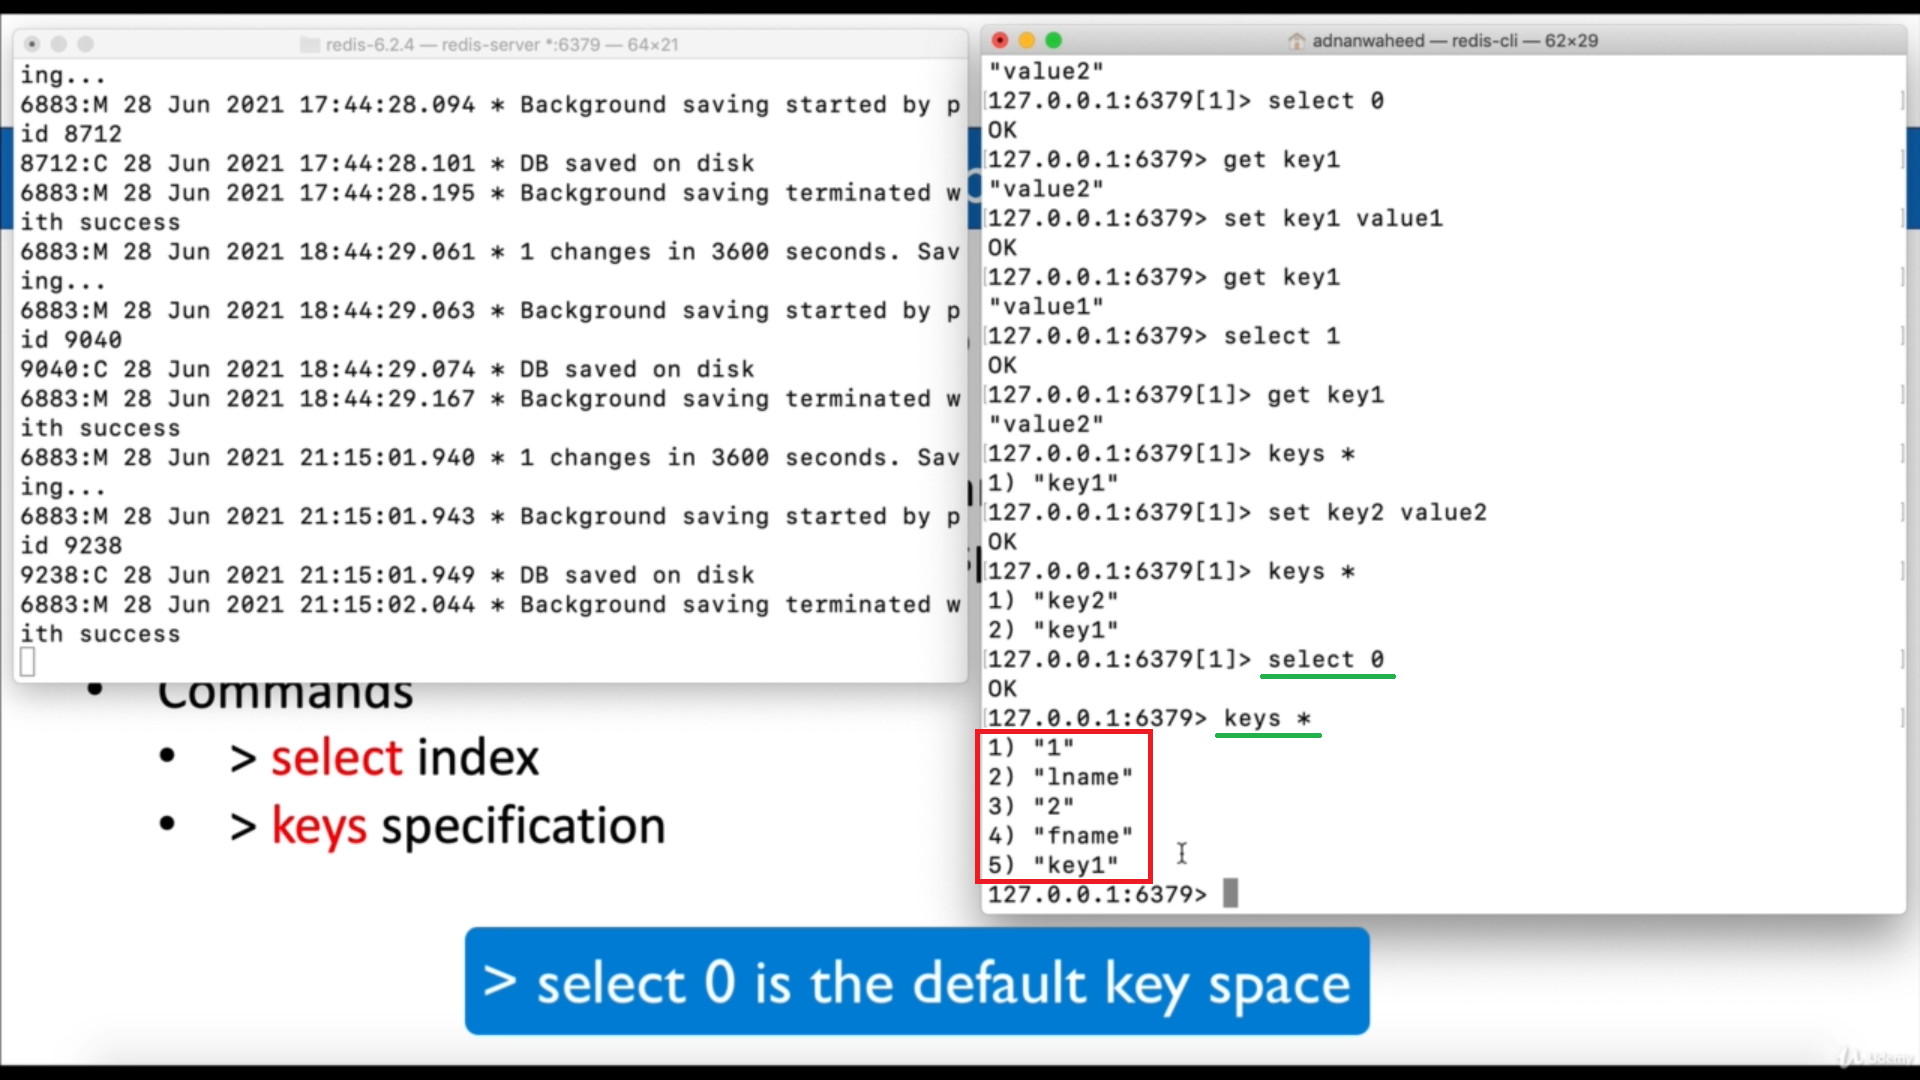 redis-6.2.4 — redis-server *:6379 — 64×21
ing...
6883:M 28 Jun 2021 17:44:28.094 * Background saving started by p
id 8712
8712:C 28 Jun 2021 17:44:28.101 * DB saved on disk
6883:M 28 Jun 2021 17:44:28.195 * Background saving terminated w
ith success
6883:M 28 Jun 2021 18:44:29.061 * 1 changes in 3600 seconds. Sav
ing...
6883:M 28 Jun 2021 18:44:29.063 * Background saving started by p
id 9040
9040:C 28 Jun 2021 18:44:29.074 * DB saved on disk
6883:M 28 Jun 2021 18:44:29.167 * Background saving terminated w
ith success
6883:M 28 Jun 2021 21:15:01.940 * 1 changes in 3600 seconds. Sav
ing...
6883:M 28 Jun 2021 21:15:01.943 * Background saving started by p
id 9238
9238:C 28 Jun 2021 21:15:01.949 * DB saved on disk
6883:M 28 Jun 2021 21:15:02.044 * Background saving terminated w
ith success
adnanwaheed — redis-cli — 62×29
"value2"
127.0.0.1:6379[1]> select 0
OK
127.0.0.1:6379> get key1
"value2"
127.0.0.1:6379> set key1 value1
OK
127.0.0.1:6379> get key1
"value1"
127.0.0.1:6379> select 1
OK
127.0.0.1:6379[1]> get key1
"value2"
127.0.0.1:6379[1]> keys *
1) "key1"
127.0.0.1:6379[1]> set key2 value2
OK
127.0.0.1:6379[1]> keys *
1) "key2"
2) "key1"
127.0.0.1:6379[1]> select 0
OK
127.0.0.1:6379> keys *
1) "1"
2) "lname"
3) "2"
4) "fname"
5) "key1"
127.0.0.1:6379>
• Commands
• > select index
• > keys specification
> select 0 is the default key space
Udemy